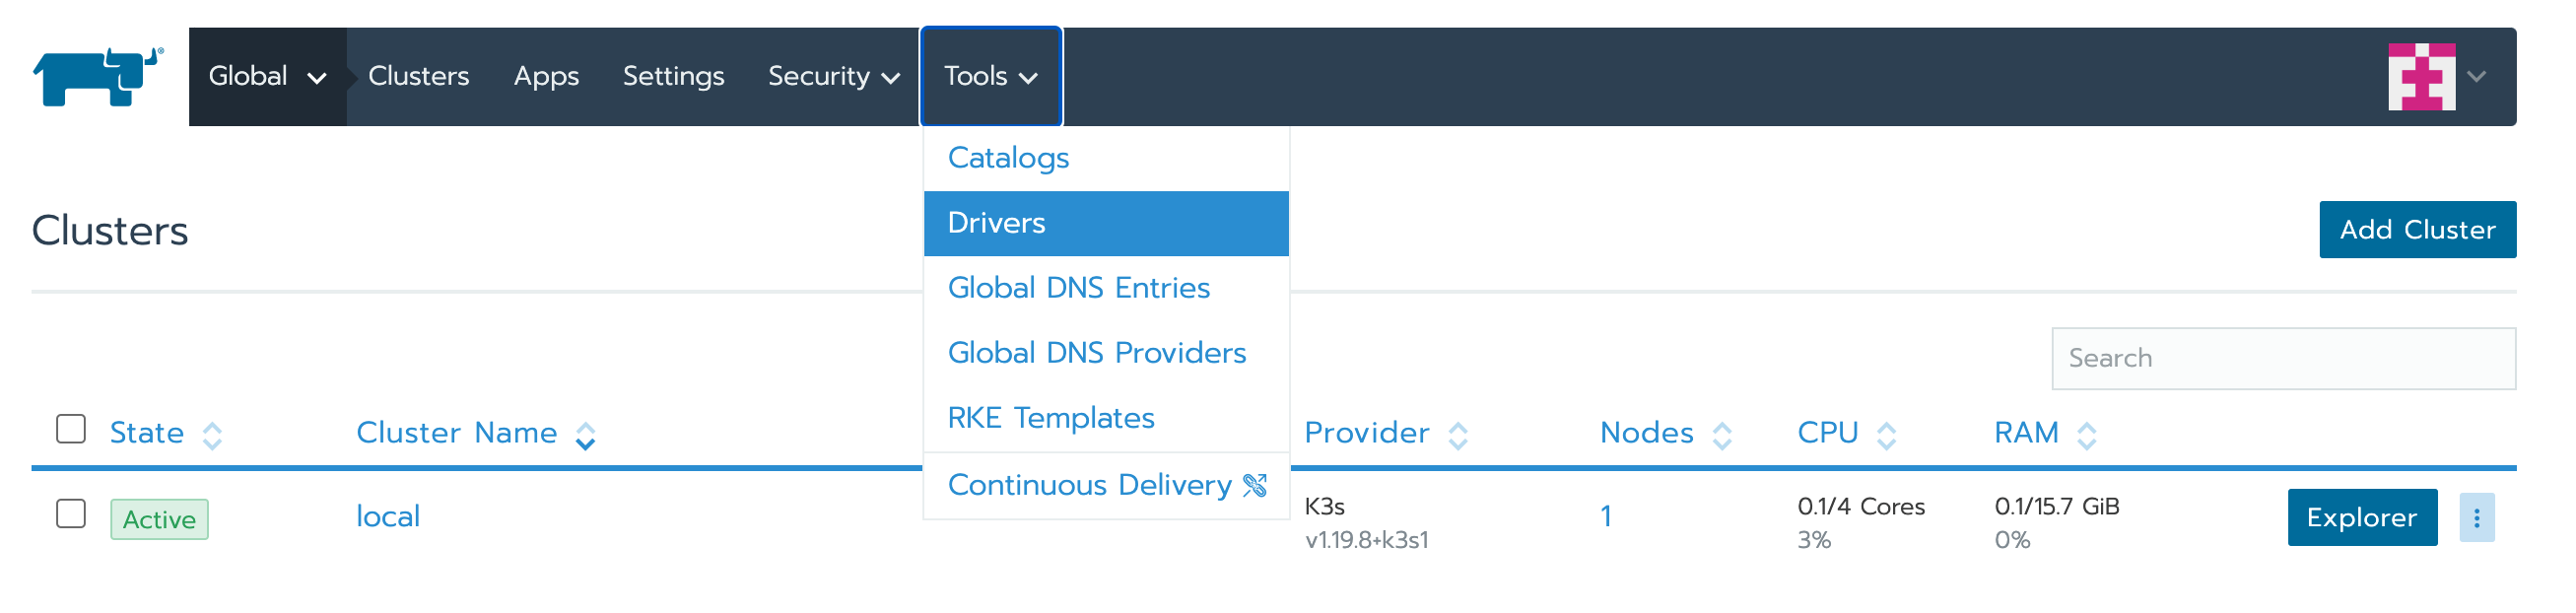 Global Clusters Apps Settings Security Tools
Catalogs
Drivers
Global DNS Entries
Global DNS Providers
RKE Templates
Continuous Delivery
Clusters
Add Cluster
Search
State Cluster Name Provider Nodes CPU RAM
Active local K3s 1 0.1/4 Cores 0.1/15.7 GiB Explorer
v1.19.8+k3s1 3% 0%